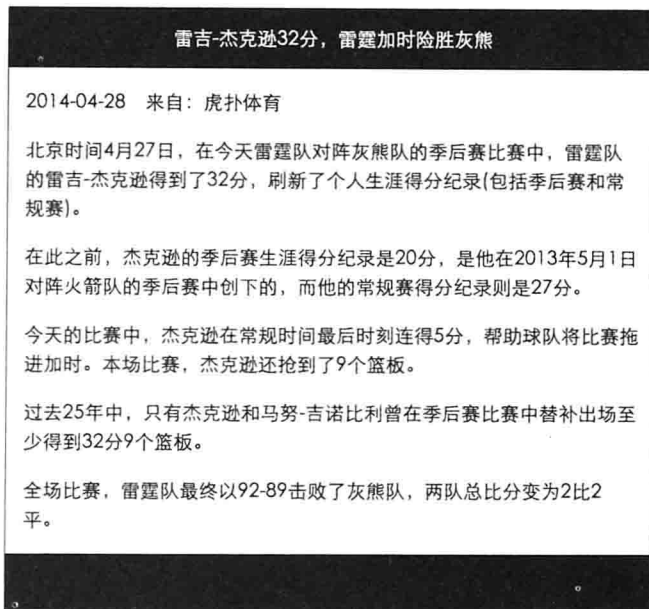 雷吉-杰克逊32分，雷霆加时险胜灰熊
2014-04-28 来自：虎扑体育
北京时间4月27日，在今天雷霆队对阵灰熊队的季后赛比赛中，雷霆队
的雷吉-杰克逊得到了32分，刷新了个人生涯得分纪录(包括季后赛和常
规赛)。
在此之前，杰克逊的季后赛生涯得分纪录是20分，是他在2013年5月1日
对阵火箭队的季后赛中创下的，而他的常规赛得分纪录则是27分。
今天的比赛中，杰克逊在常规时间最后时刻连得5分，帮助球队将比赛拖
进加时。本场比赛，杰克逊还抢到了9个篮板。
过去25年中，只有杰克逊和马努-吉诺比利曾在季后赛比赛中替补出场至
少得到32分9个篮板。
全场比赛，雷霆队最终以92-89击败了灰熊队，两队总比分变为2比2
平。